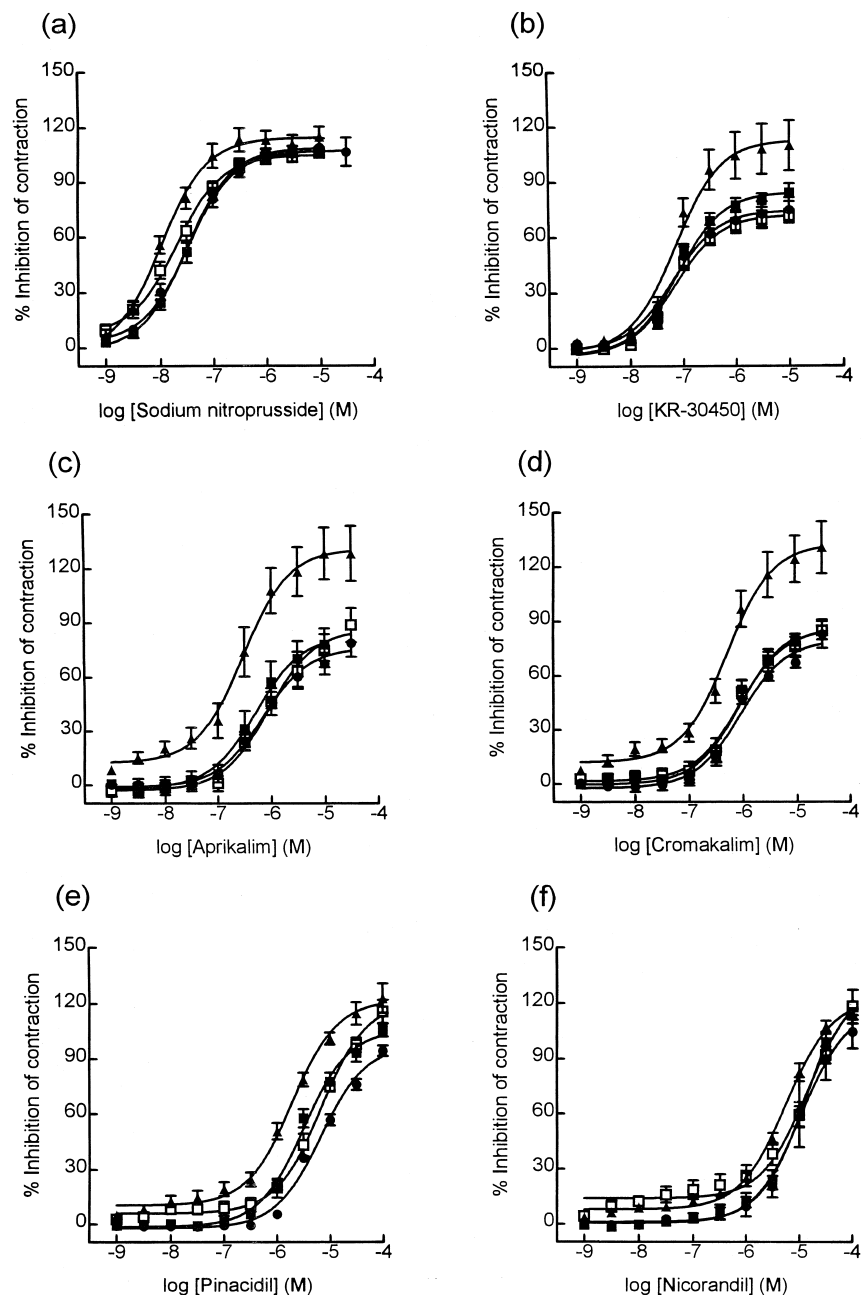 (a)
150
120
90
60
30
0
% Inhibition of contraction
-9 -8 -7 -6 -5 -4
log [Sodium nitroprusside] (M)
(b)
150
120
90
60
30
0
% Inhibition of contraction
-9 -8 -7 -6 -5 -4
log [KR-30450] (M)
(c)
150
120
90
60
30
0
% Inhibition of contraction
-9 -8 -7 -6 -5 -4
log [Aprikalim] (M)
(d)
150
120
90
60
30
0
% Inhibition of contraction
-9 -8 -7 -6 -5 -4
log [Cromakalim] (M)
(e)
150
120
90
60
30
0
% Inhibition of contraction
-9 -8 -7 -6 -5 -4
log [Pinacidil] (M)
(f)
150
120
90
60
30
0
% Inhibition of contraction
-9 -8 -7 -6 -5 -4
log [Nicorandil] (M)